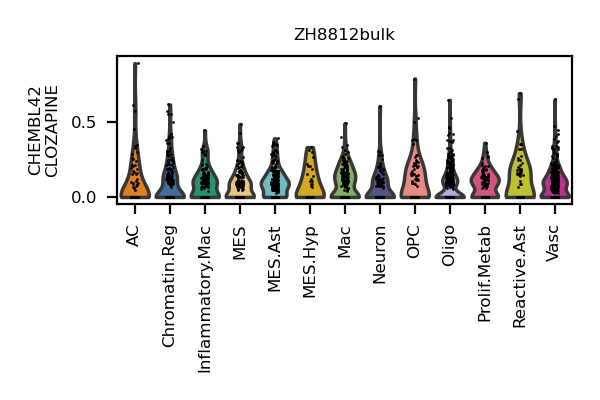 ZH8812bulk
CHEMBL42
CLOZAPINE
0.5
0.0
AC
Chromatin.Reg
Inflammatory.Mac
MES
MES.Ast
MES.Hyp
Mac
Neuron
OPC
Oligo
Prolif.Metab
Reactive.Ast
Vasc